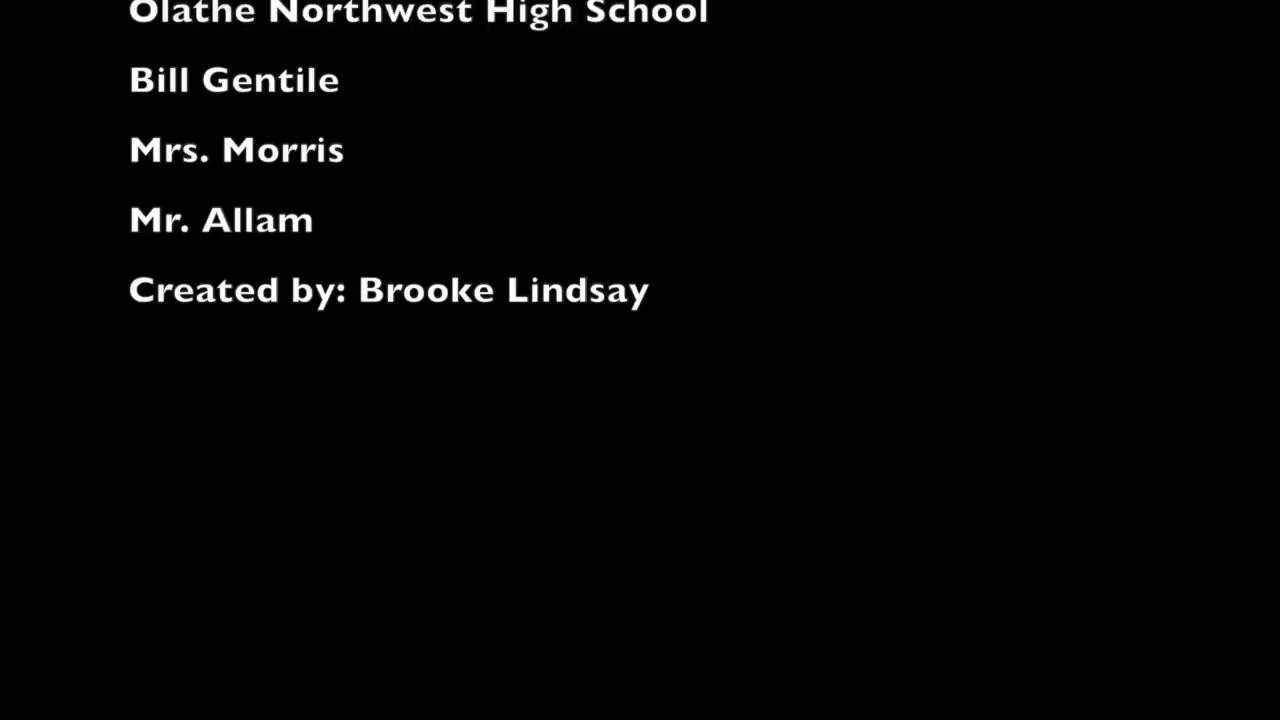 Olathe Northwest High School
Bill Gentile
Mrs. Morris
Mr. Allam
Created by: Brooke Lindsay